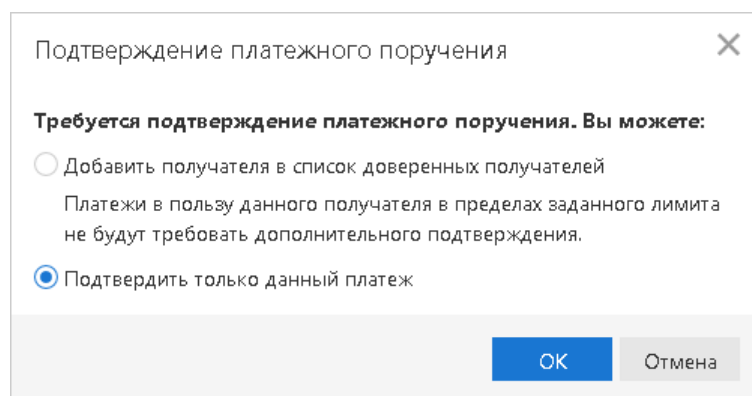 Подтверждение платежного поручения
Требуется подтверждение платежного поручения. Вы можете:
Добавить получателя в список доверенных получателей
Платежи в пользу данного получателя в пределах заданного лимита
не будут требовать дополнительного подтверждения.
Подтвердить только данный платеж
ОК Отмена